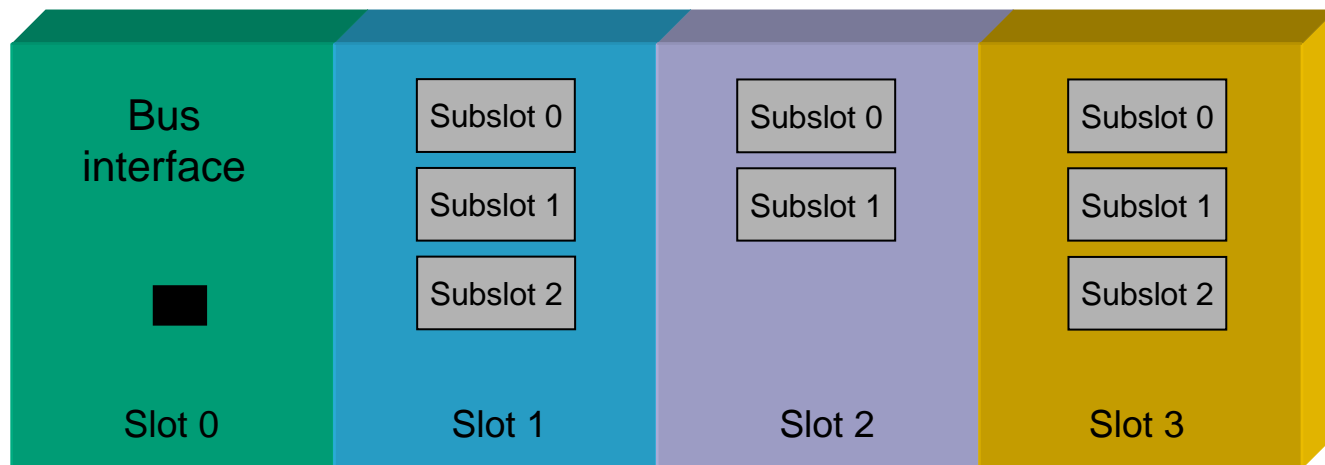 Bus
interface
Slot 0
Subslot 0
Subslot 1
Subslot 2
Slot 1
Subslot 0
Subslot 1
Slot 2
Subslot 0
Subslot 1
Subslot 2
Slot 3